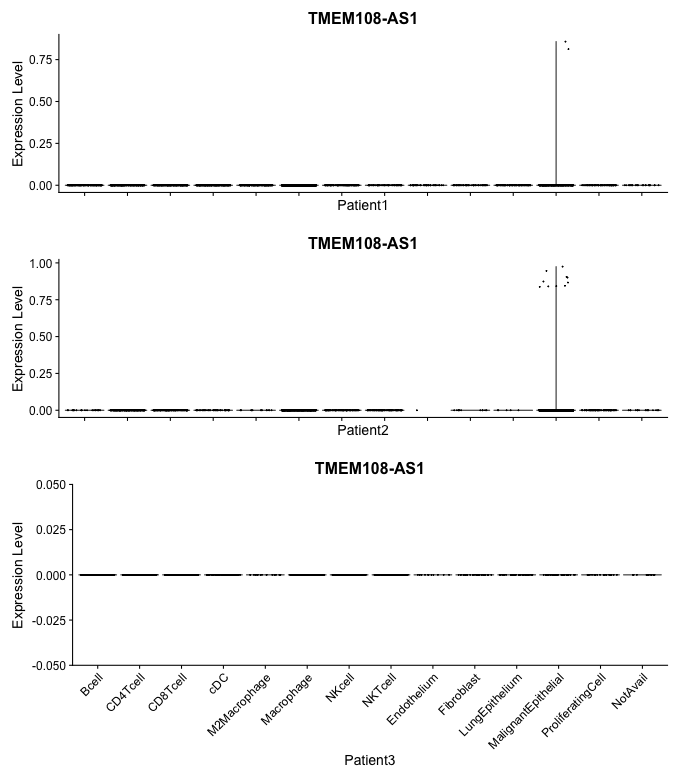 TMEM108-AS1
Expression Level
0.75
0.50
0.25
0.00
Patient1
TMEM108-AS1
Expression Level
1.00
0.75
0.50
0.25
0.00
Patient2
TMEM108-AS1
Expression Level
0.050
0.025
0.000
-0.025
-0.050
Bcell
CD4Tcell
CD8Tcell
cDC
M2Macrophage
Macrophage
NKcell
NKTcell
Endothelium
Fibroblast
LungEpithelium
MalignantEpithelial
ProliferatingCell
NotAvail
Patient3